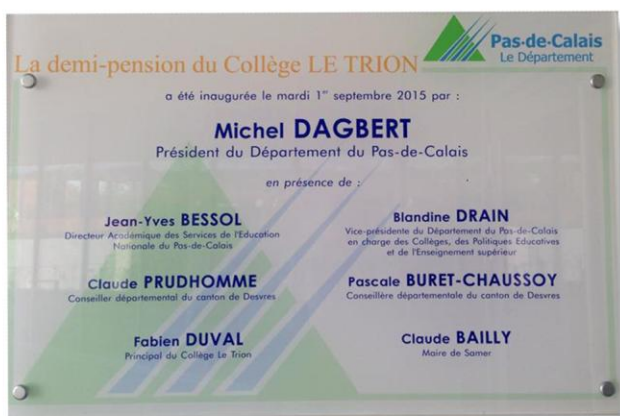 Pas-de-Calais
Le Département
La demi-pension du Collège LE TRION
a été inaugurée le mardi 1er septembre 2015 par :
Michel DAGBERT
Président du Département du Pas-de-Calais
en présence de :
Jean-Yves BESSOL
Directeur Académique des Services de l'Education
Nationale du Pas-de-Calais
Blandine DRAIN
Vice-présidente du Département du Pas-de-Calais
en charge des Collèges, des Politiques Educatives
et de l'Enseignement supérieur
Claude PRUDHOMME
Conseiller départemental du canton de Desvres
Pascale BURET-CHAUSSOY
Conseillère départementale du canton de Desvres
Fabien DUVAL
Principal du Collège Le Trion
Claude BAILLY
Maire de Samer